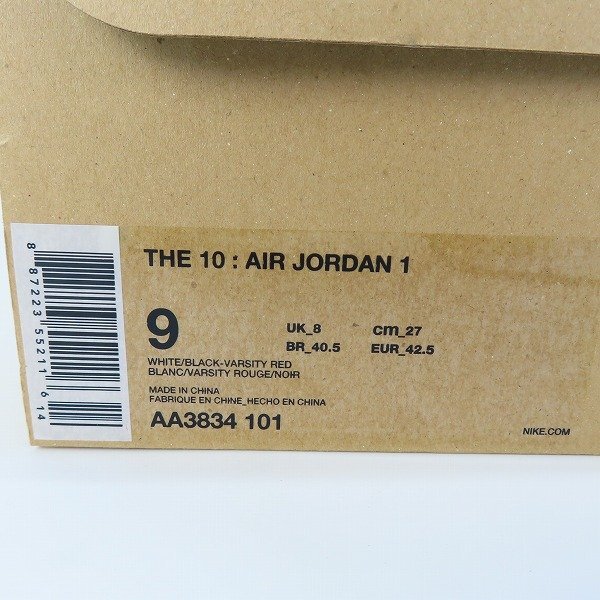 THE 10 : AIR JORDAN 1
9
UK_8 cm_27
BR_40.5 EUR_42.5
WHITE/BLACK-VARSITY RED
BLANC/VARSITY ROUGE/NOIR
MADE IN CHINA
FABRIQUE EN CHINE_HECHO EN CHINA
AA3834 101
NIKE.COM
8 87223 55211 6 14